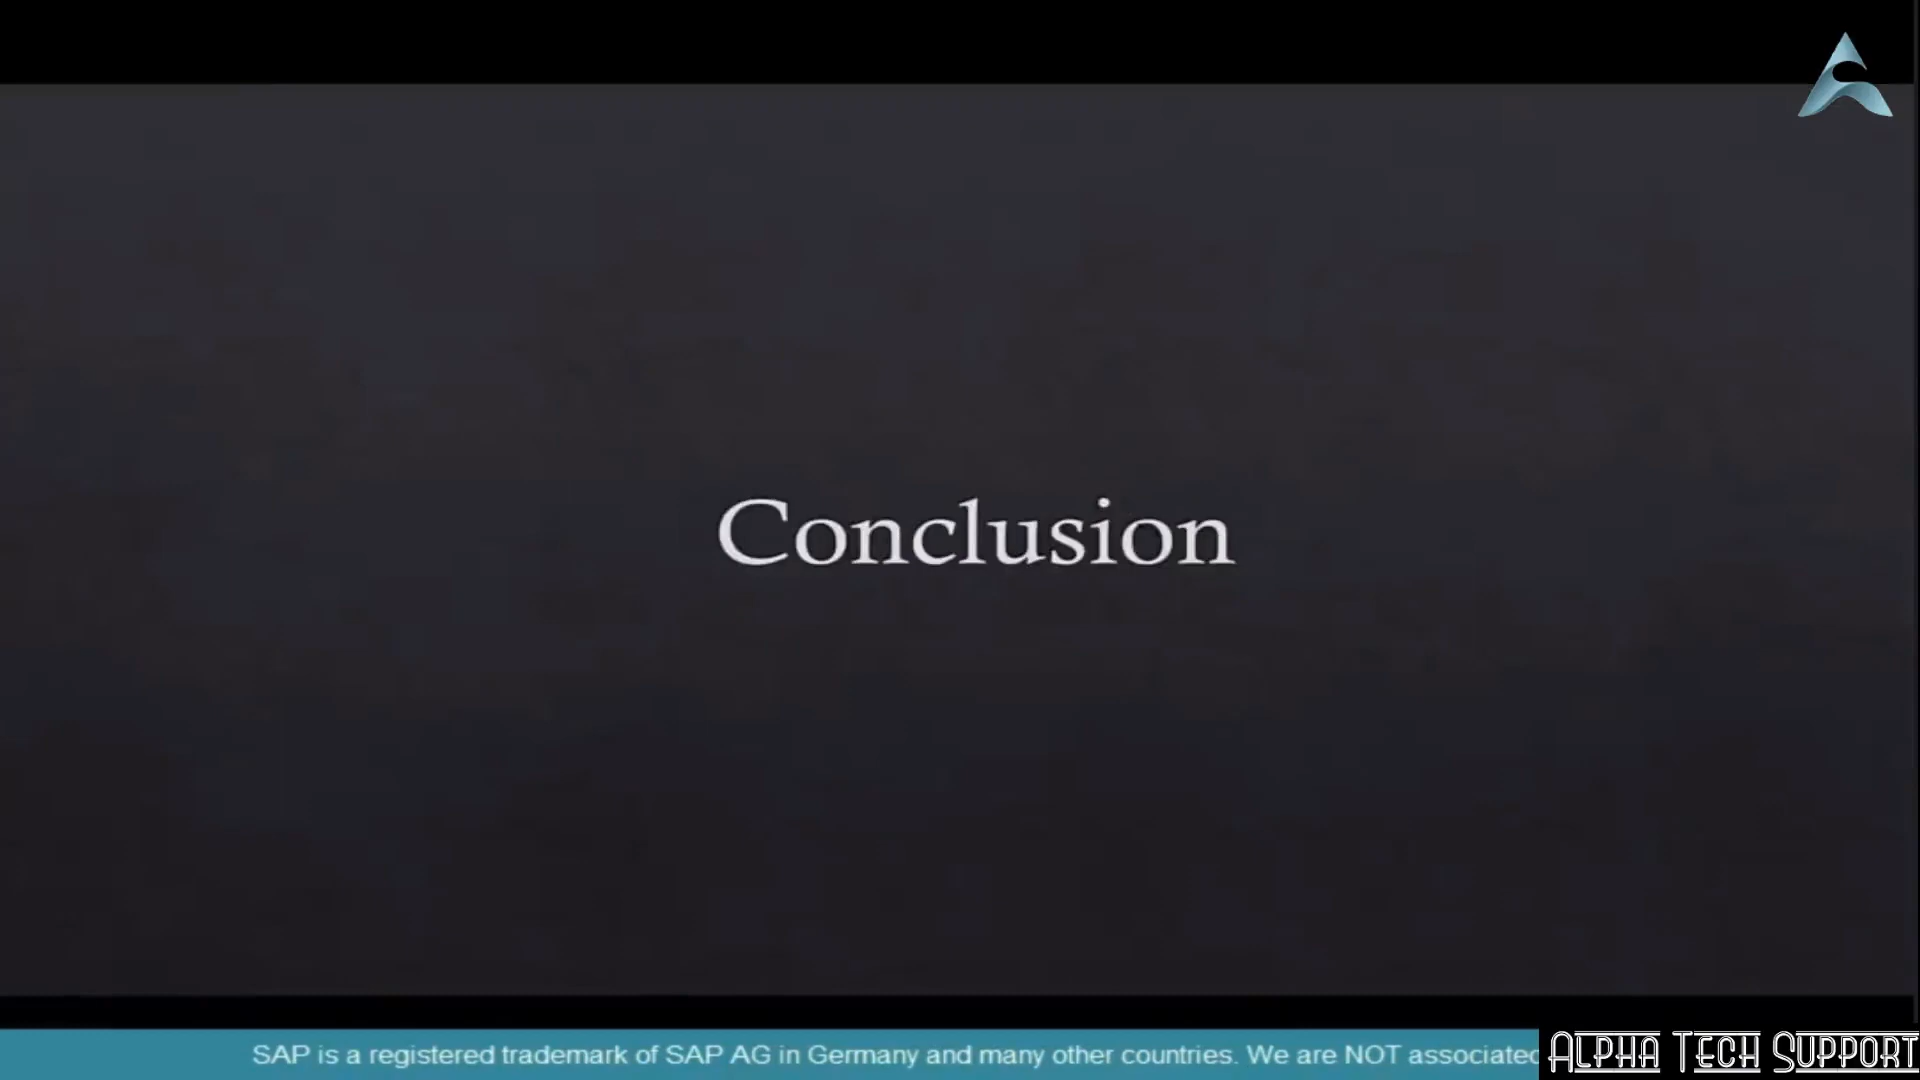 Conclusion
SAP is a registered trademark of SAP AG in Germany and many other countries. We are NOT associated
Alpha Tech Support